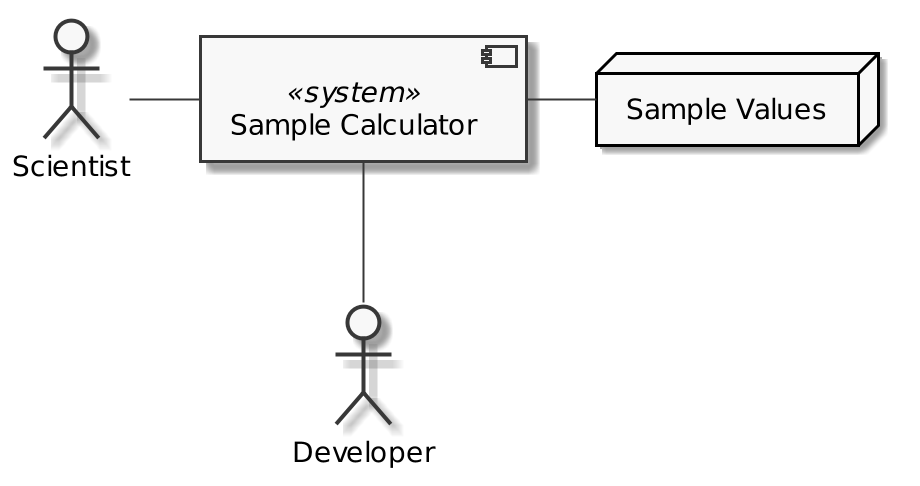 «system»
Sample Calculator
Sample Values
Scientist
Developer